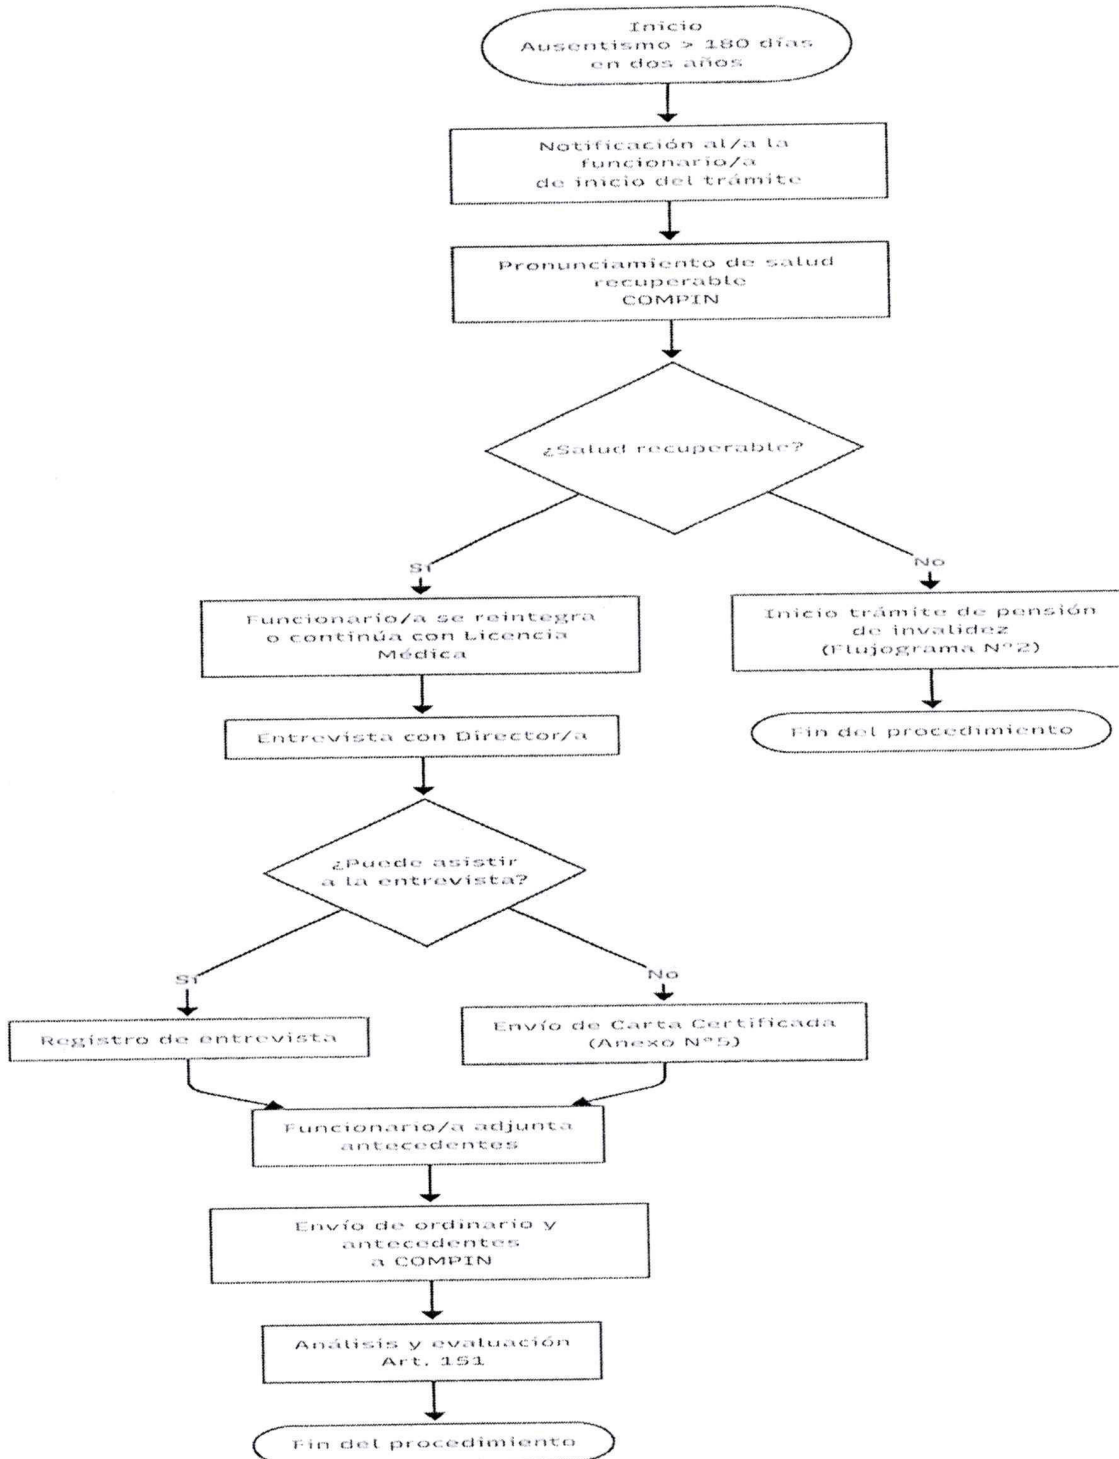 Inicio
Ausentismo > 180 días
en dos años
Notificación al/a la
funcionario/a
de inicio del trámite
Pronunciamiento de salud
recuperable
COMPIN
¿Salud recuperable?
Sí
No
Funcionario/a se reintegra
o continúa con Licencia
Médica
Inicio trámite de pensión
de invalidez
(Flujograma N°2)
Entrevista con Director/a
Fin del procedimiento
¿Puede asistir
a la entrevista?
Sí
No
Registro de entrevista
Envío de Carta Certificada
(Anexo N°5)
Funcionario/a adjunta
antecedentes
Envío de ordinario y
antecedentes
a COMPIN
Análisis y evaluación
Art. 151
Fin del procedimiento